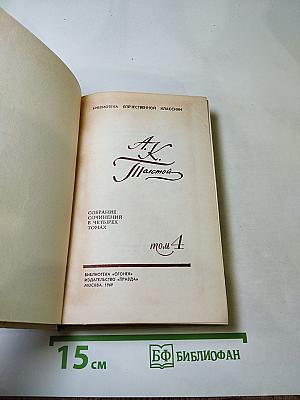 БИБЛИОТЕКА ОТЕЧЕСТВЕННОЙ КЛАССИКИ
А.
К.
Толстой
СОБРАНИЕ
СОЧИНЕНИЙ
В ЧЕТЫРЕХ
ТОМАХ
том 4
БИБЛИОТЕКА «ОГОНЕК»
ИЗДАТЕЛЬСТВО «ПРАВДА»
МОСКВА, 1969
15 см
БФ БИБЛИОФАН